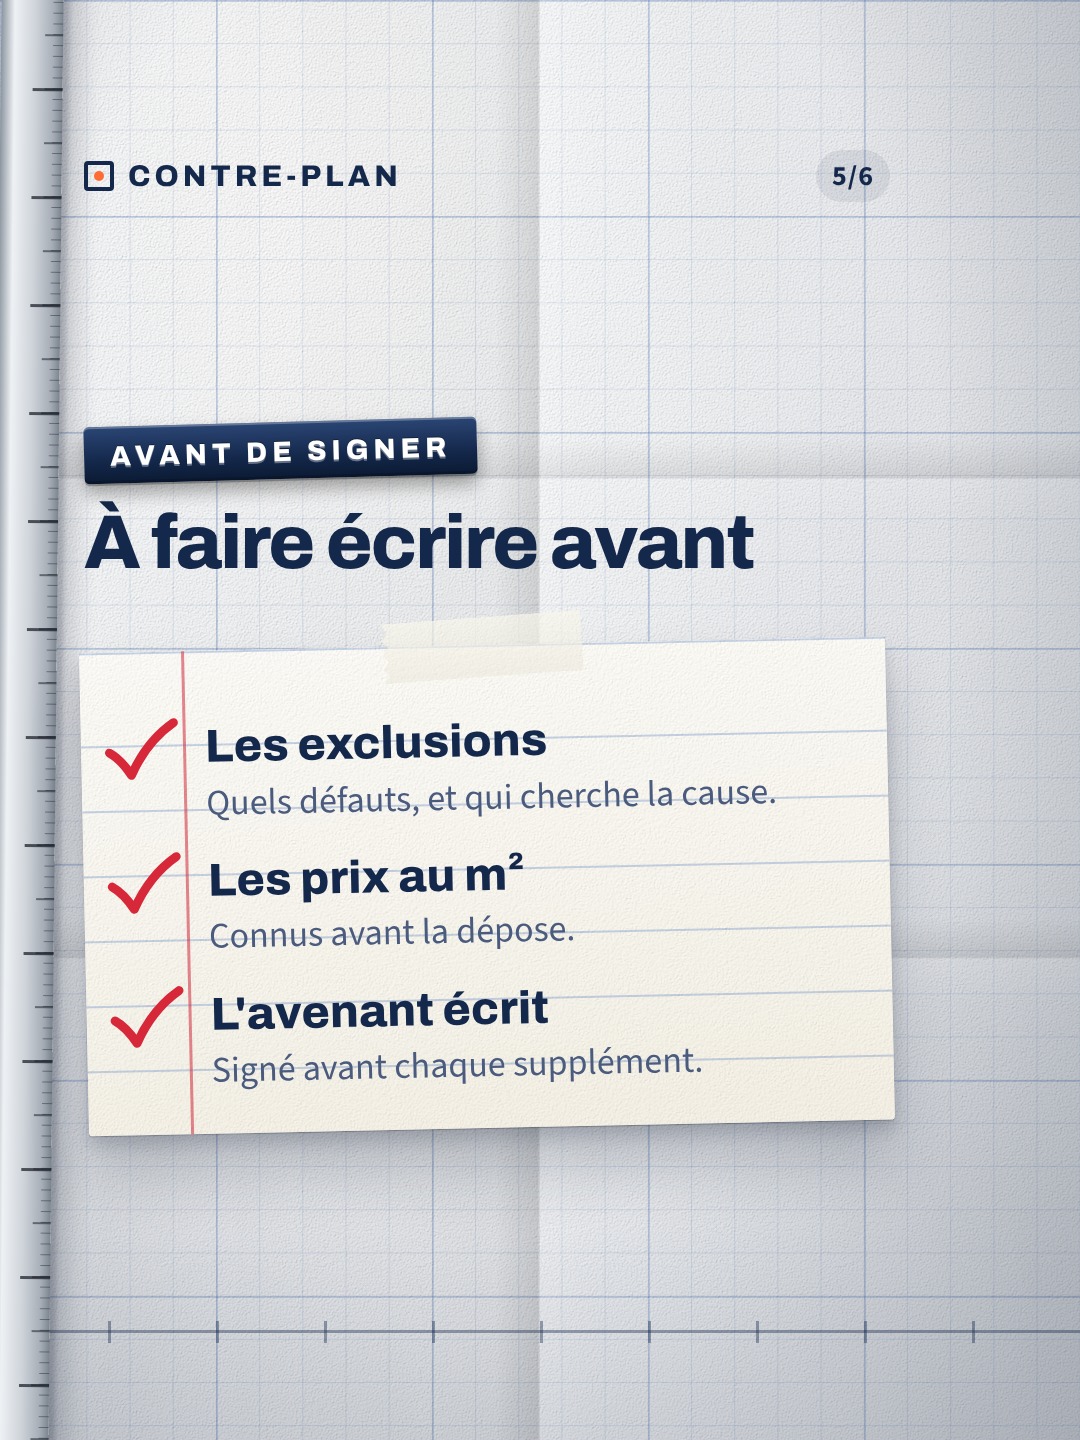 CONTRE-PLAN
5/6
AVANT DE SIGNER
À faire écrire avant
Les exclusions
Quels défauts, et qui cherche la cause.
Les prix au m²
Connus avant la dépose.
L'avenant écrit
Signé avant chaque supplément.